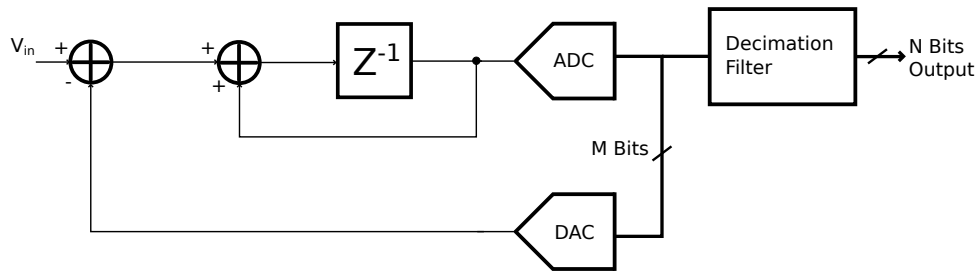 V_in
+
-
+
+
Z^-1
ADC
Decimation
Filter
N Bits
Output
M Bits
DAC